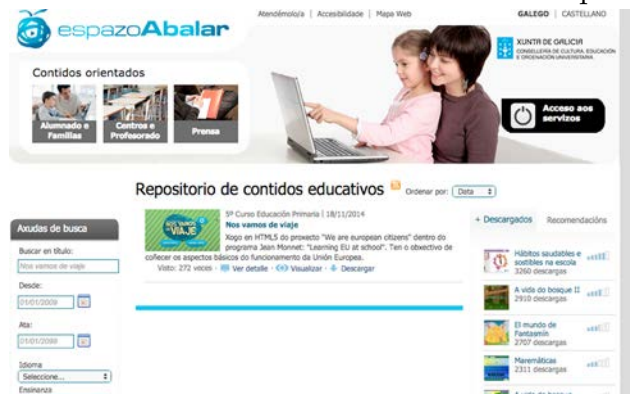 espazoAbalar
Atendémolo/a | Accesibilidade | Mapa Web
GALEGO | CASTELLANO
XUNTA DE GALICIA
CONSELLERÍA DE CULTURA, EDUCACIÓN
E ORDENACIÓN UNIVERSITARIA
Contidos orientados
Alumnado e
Familias
Centros e
Profesorado
Prensa
Acceso aos
servizos
Repositorio de contidos educativos
Ordenar por:
Data
Axudas de busca
Buscar en título:
Nos vamos de viaje
Desde:
01/01/2009
Ata:
01/01/2089
Idioma
Seleccione...
Ensinanza
NOS VAMOS
DE VIAJE
5º Curso Educación Primaria | 18/11/2014
Nos vamos de viaje
Xogo en HTML5 do proxecto "We are european citizens" dentro do
programa Jean Monnet: "Learning EU at school". Ten o obxectivo de
coñecer os aspectos básicos do funcionamento da Unión Europea.
Visto: 272 veces · Ver detalle · Visualizar · Descargar
+ Descargados
Recomendacións
Hábitos saudables e
sostibles na escola
3260 descargas
A vida do bosque II
2910 descargas
El mundo de
Fantasmín
2707 descargas
Maremáticas
2311 descargas